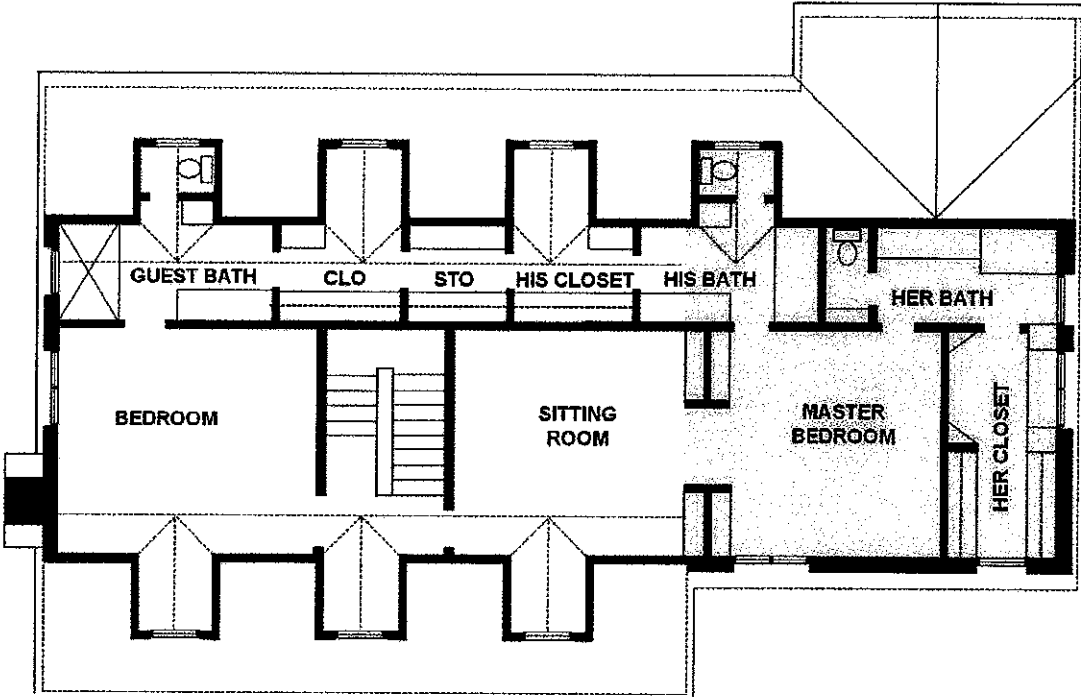 GUEST BATH
CLO
STO
HIS CLOSET
HIS BATH
HER BATH
BEDROOM
SITTING
ROOM
MASTER
BEDROOM
HER CLOSET